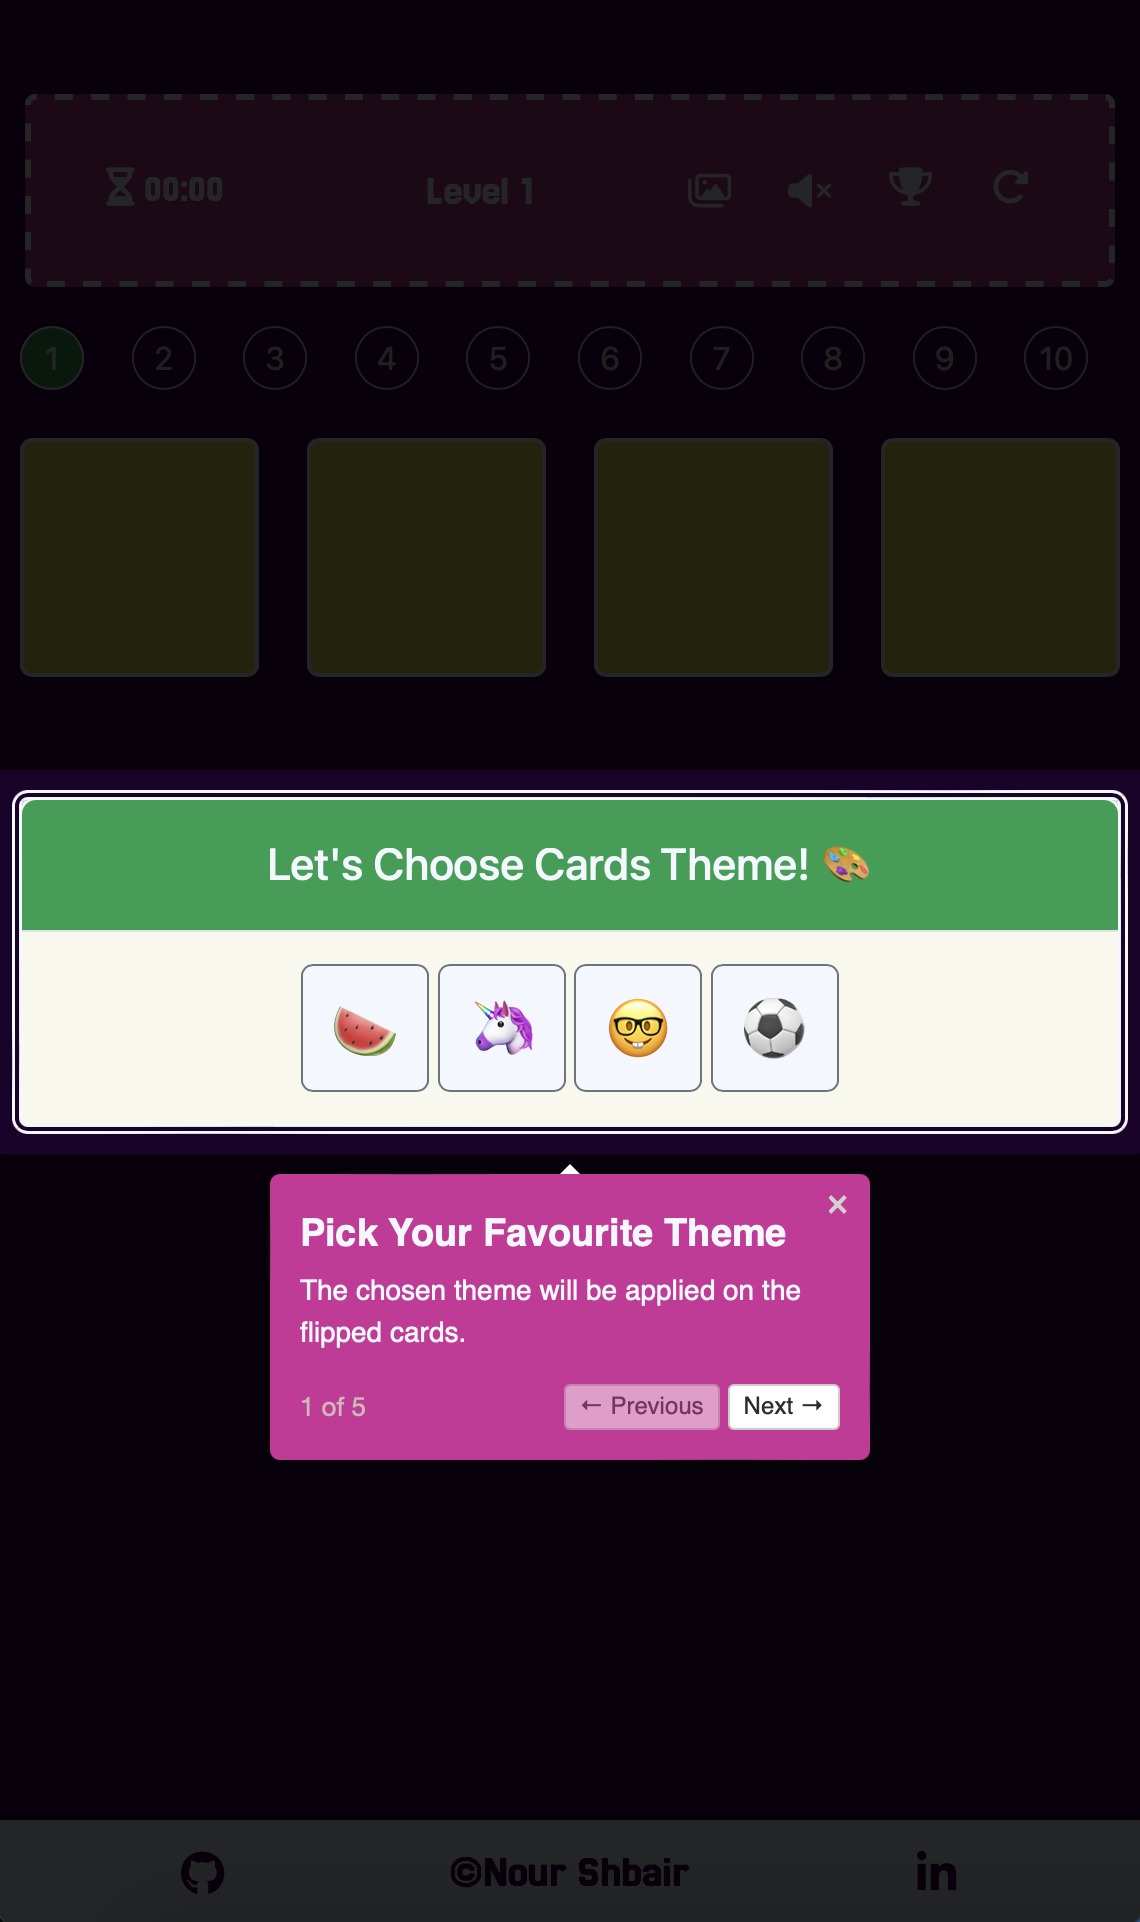 00:00 Level 1
1 2 3 4 5 6 7 8 9 10
Let's Choose Cards Theme! 🎨
Pick Your Favourite Theme
The chosen theme will be applied on the
flipped cards.
1 of 5 ← Previous Next →
©Nour Shbair in